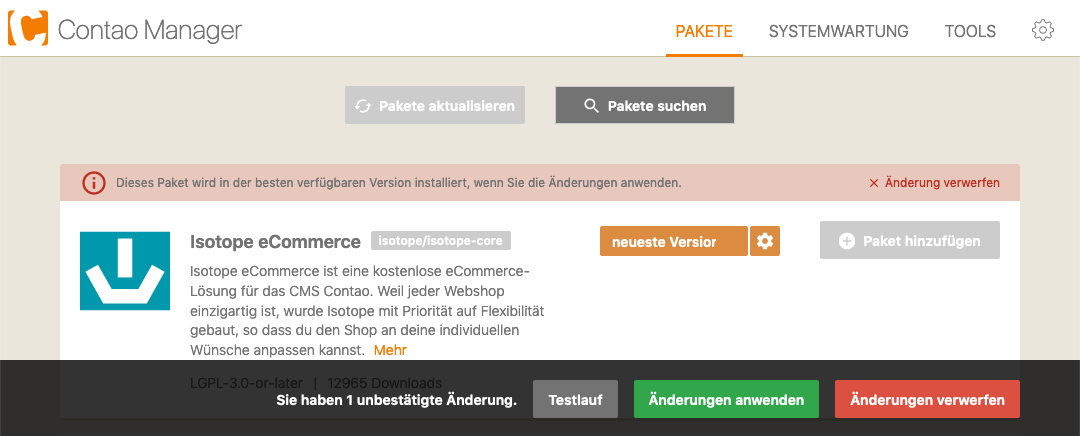 Contao Manager
PAKETE
SYSTEMWARTUNG
TOOLS
Pakete aktualisieren
Pakete suchen
Dieses Paket wird in der besten verfügbaren Version installiert, wenn Sie die Änderungen anwenden.
Änderung verwerfen
Isotope eCommerce isotope/isotope-core
neueste Version
Paket hinzufügen
Isotope eCommerce ist eine kostenlose eCommerce-
Lösung für das CMS Contao. Weil jeder Webshop
einzigartig ist, wurde Isotope mit Priorität auf Flexibilität
gebaut, so dass du den Shop an deine individuellen
Wünsche anpassen kannst. Mehr
LGPL-3.0-or-later | 12965 Downloads
Sie haben 1 unbestätigte Änderung.
Testlauf
Änderungen anwenden
Änderungen verwerfen